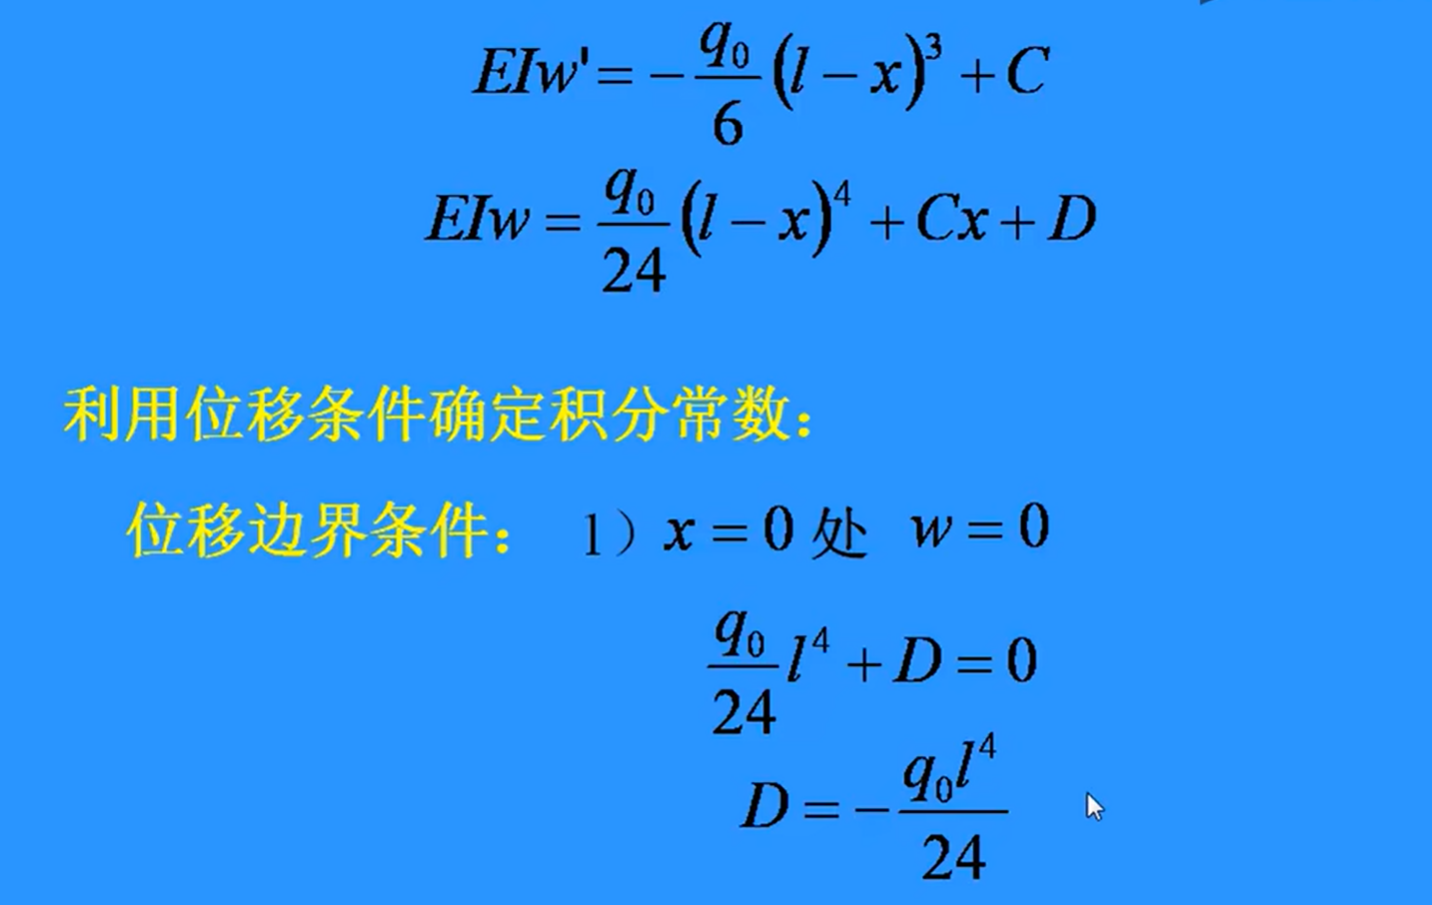 EIw' = -\frac{q_0}{6}(l-x)^3 + C
EIw = \frac{q_0}{24}(l-x)^4 + Cx + D
利用位移条件确定积分常数：
位移边界条件： 1）x = 0 处 w = 0
\frac{q_0}{24}l^4 + D = 0
D = -\frac{q_0 l^4}{24}